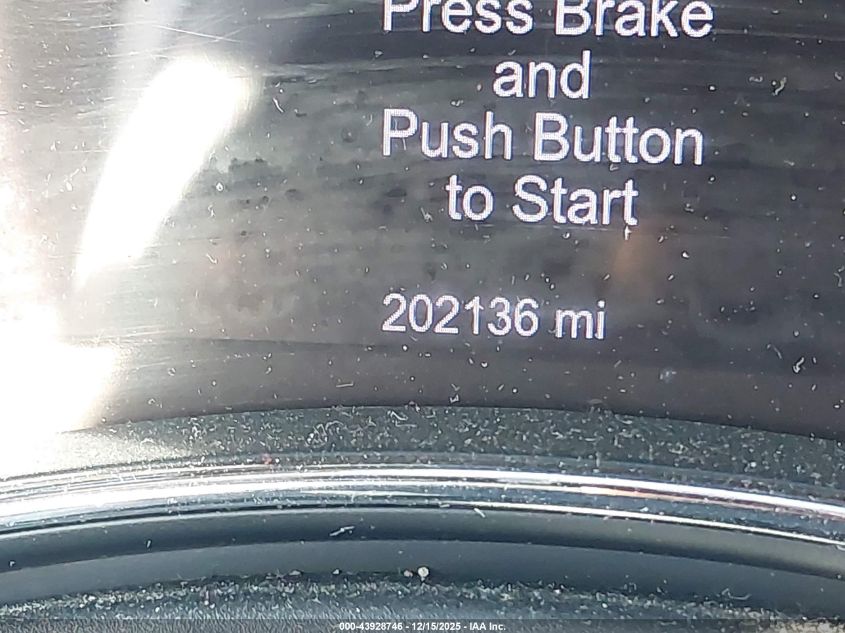 Press Brake
and
Push Button
to Start
202136 mi
000-43928746 - 12/15/2025 - IAA Inc.